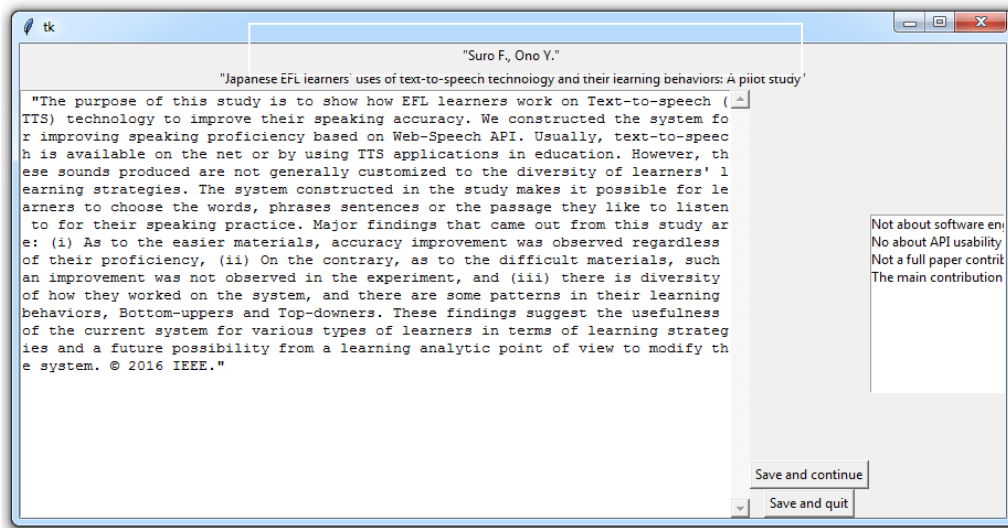 tk
"Suro F., Ono Y."
"Japanese EFL learners' uses of text-to-speech technology and their learning behaviors: A pilot study"
"The purpose of this study is to show how EFL learners work on Text-to-speech (
TTS) technology to improve their speaking accuracy. We constructed the system fo
r improving speaking proficiency based on Web-Speech API. Usually, text-to-speec
h is available on the net or by using TTS applications in education. However, th
ese sounds produced are not generally customized to the diversity of learners' l
earning strategies. The system constructed in the study makes it possible for le
arners to choose the words, phrases sentences or the passage they like to listen
to for their speaking practice. Major findings that came out from this study ar
e: (i) As to the easier materials, accuracy improvement was observed regardless
of their proficiency, (ii) On the contrary, as to the difficult materials, such
an improvement was not observed in the experiment, and (iii) there is diversity
of how they worked on the system, and there are some patterns in their learning
behaviors, Bottom-uppers and Top-downers. These findings suggest the usefulness
of the current system for various types of learners in terms of learning strateg
ies and a future possibility from a learning analytic point of view to modify th
e system. © 2016 IEEE."
Not about software en
No about API usability
Not a full paper contrib
The main contribution
Save and continue
Save and quit